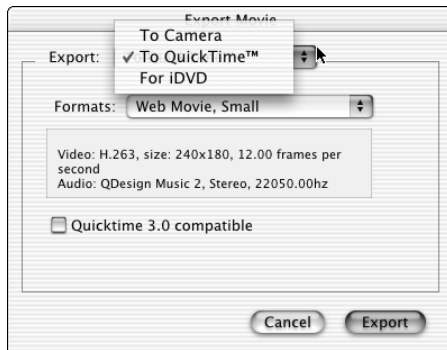 Export Movie
To Camera
Export: ✓ To QuickTime™
For iDVD
Formats: Web Movie, Small
Video: H.263, size: 240x180, 12.00 frames per
second
Audio: QDesign Music 2, Stereo, 22050.00hz
Quicktime 3.0 compatible
Cancel Export